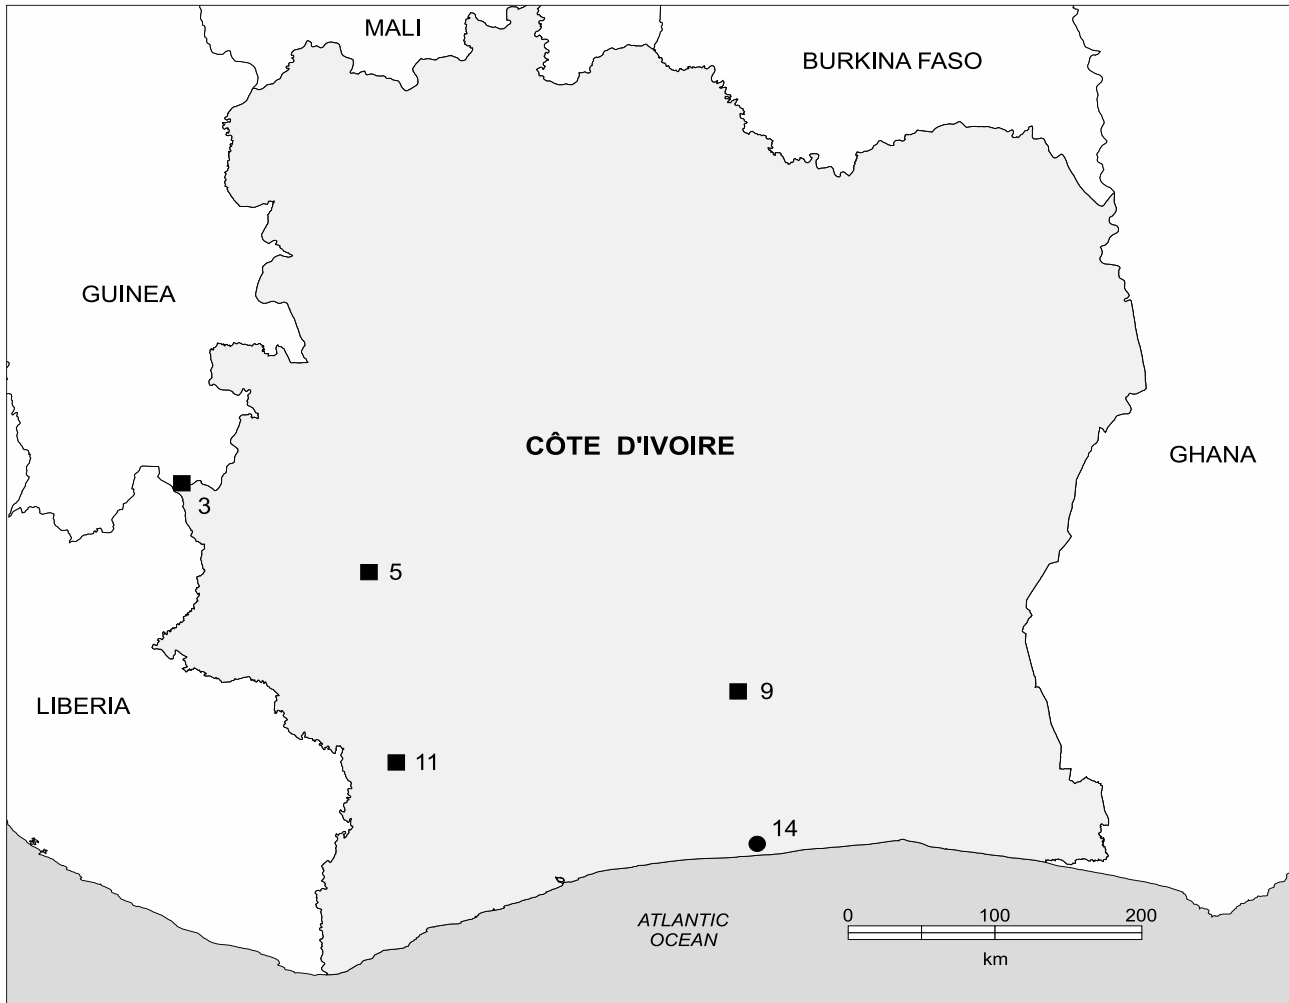 MALI
BURKINA FASO
GUINEA
CÔTE D'IVOIRE
GHANA
3
5
LIBERIA
9
11
14
ATLANTIC
OCEAN
0 100 200
km